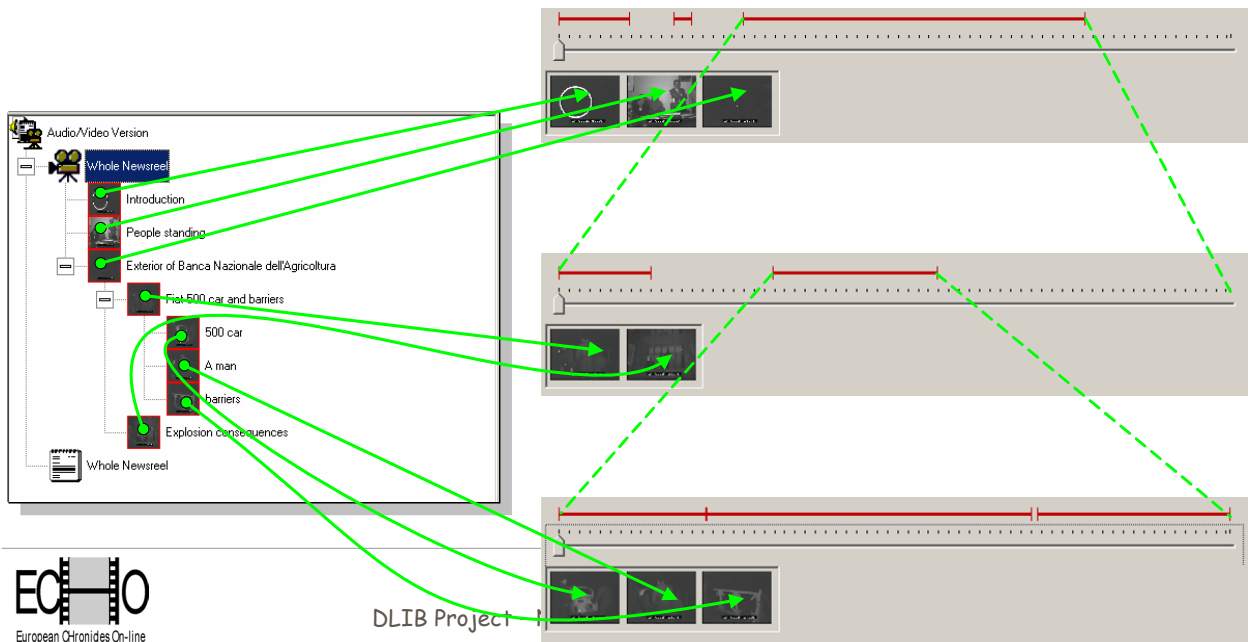 Audio/Video Version
Whole Newsreel
Introduction
People standing
Exterior of Banca Nazionale dell'Agricoltura
Fiat 500 car and barriers
500 car
A man
barriers
Explosion consequences
Whole Newsreel
ECHO
European CHronicles On-line
DLIB Project -